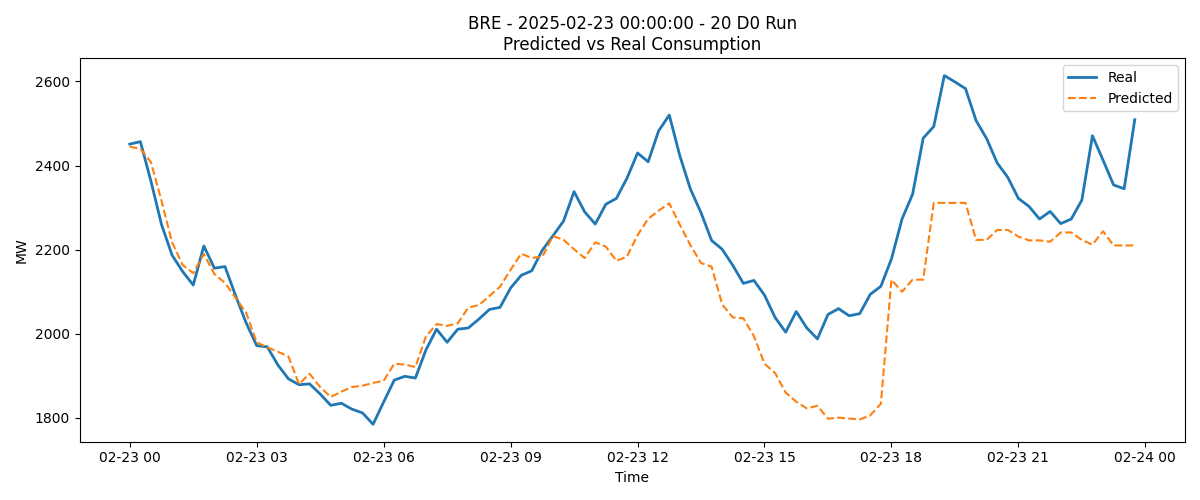 BRE - 2025-02-23 00:00:00 - 20 D0 Run
Predicted vs Real Consumption
Real
Predicted
MW
2600
2400
2200
2000
1800
02-23 00
02-23 03
02-23 06
02-23 09
02-23 12
02-23 15
02-23 18
02-23 21
02-24 00
Time